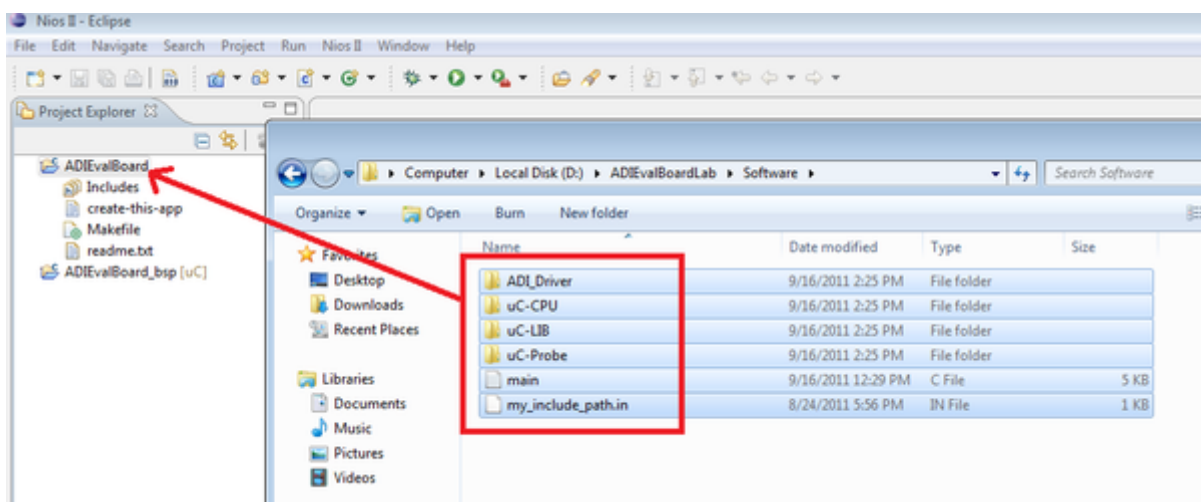 Nios II - Eclipse
File Edit Navigate Search Project Run Nios II Window Help
Project Explorer
ADIEvalBoard
Includes
create-this-app
Makefile
readme.txt
ADIEvalBoard_bsp [uC]
Computer Local Disk (D:) ADIEvalBoardLab Software
Search Software
Organize Open Burn New folder
Favorites
Desktop
Downloads
Recent Places
Libraries
Documents
Music
Pictures
Videos
Name Date modified Type Size
ADI_Driver 9/16/2011 2:25 PM File folder
uC-CPU 9/16/2011 2:25 PM File folder
uC-LIB 9/16/2011 2:25 PM File folder
uC-Probe 9/16/2011 2:25 PM File folder
main 9/16/2011 12:29 PM C File 5 KB
my_include_path.in 8/24/2011 5:56 PM IN File 1 KB